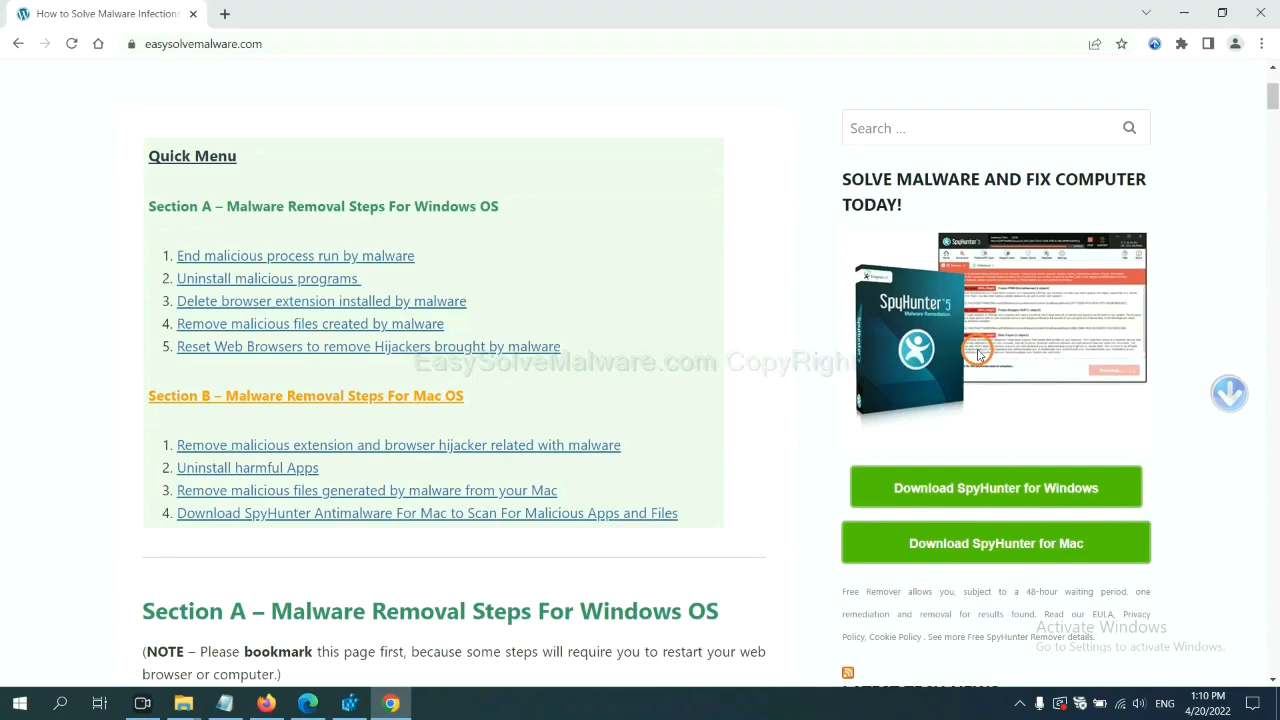 How to Solve Malware Infections
easysolvemalware.com
Quick Menu
Section A – Malware Removal Steps For Windows OS
1. End malicious process run by malware
2. Uninstall malicious programs
3. Delete browser extension installed by malware
4. Remove malicious files created by malware
5. Reset Web Browser to Remove Hijackers brought by malware
Section B – Malware Removal Steps For Mac OS
1. Remove malicious extension and browser hijacker related with malware
2. Uninstall harmful Apps
3. Remove malicious files generated by malware from your Mac
4. Download SpyHunter Antimalware For Mac to Scan For Malicious Apps and Files
Section A – Malware Removal Steps For Windows OS
(NOTE – Please bookmark this page first, because some steps will require you to restart your web
browser or computer.)
Search ...
SOLVE MALWARE AND FIX COMPUTER
TODAY!
SpyHunter 5
SpyHunter 5
Malware Remediation
Download SpyHunter for Windows
Download SpyHunter for Mac
Free Remover allows you, subject to a 48-hour waiting period, one
remediation and removal for results found. Read our EULA, Privacy
Policy, Cookie Policy . See more Free SpyHunter Remover details.
Activate Windows
Go to Settings to activate Windows.
LATEST TECH NEWS
ENG
1:10 PM
4/20/2022